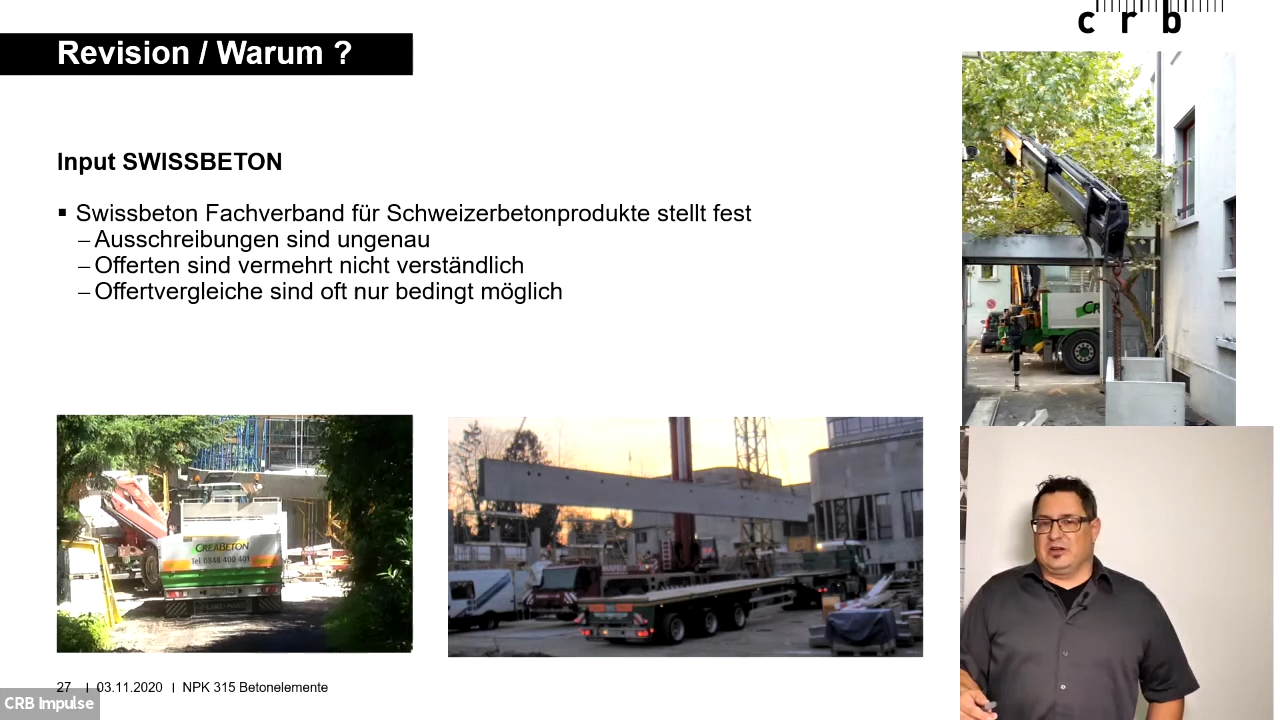 c r b
Revision / Warum ?
Input SWISSBETON
▪ Swissbeton Fachverband für Schweizerbetonprodukte stellt fest
– Ausschreibungen sind ungenau
– Offerten sind vermehrt nicht verständlich
– Offertvergleiche sind oft nur bedingt möglich
CREABETON
Tel 0848 400 401
27 I 03.11.2020 I NPK 315 Betonelemente
CRB Impulse